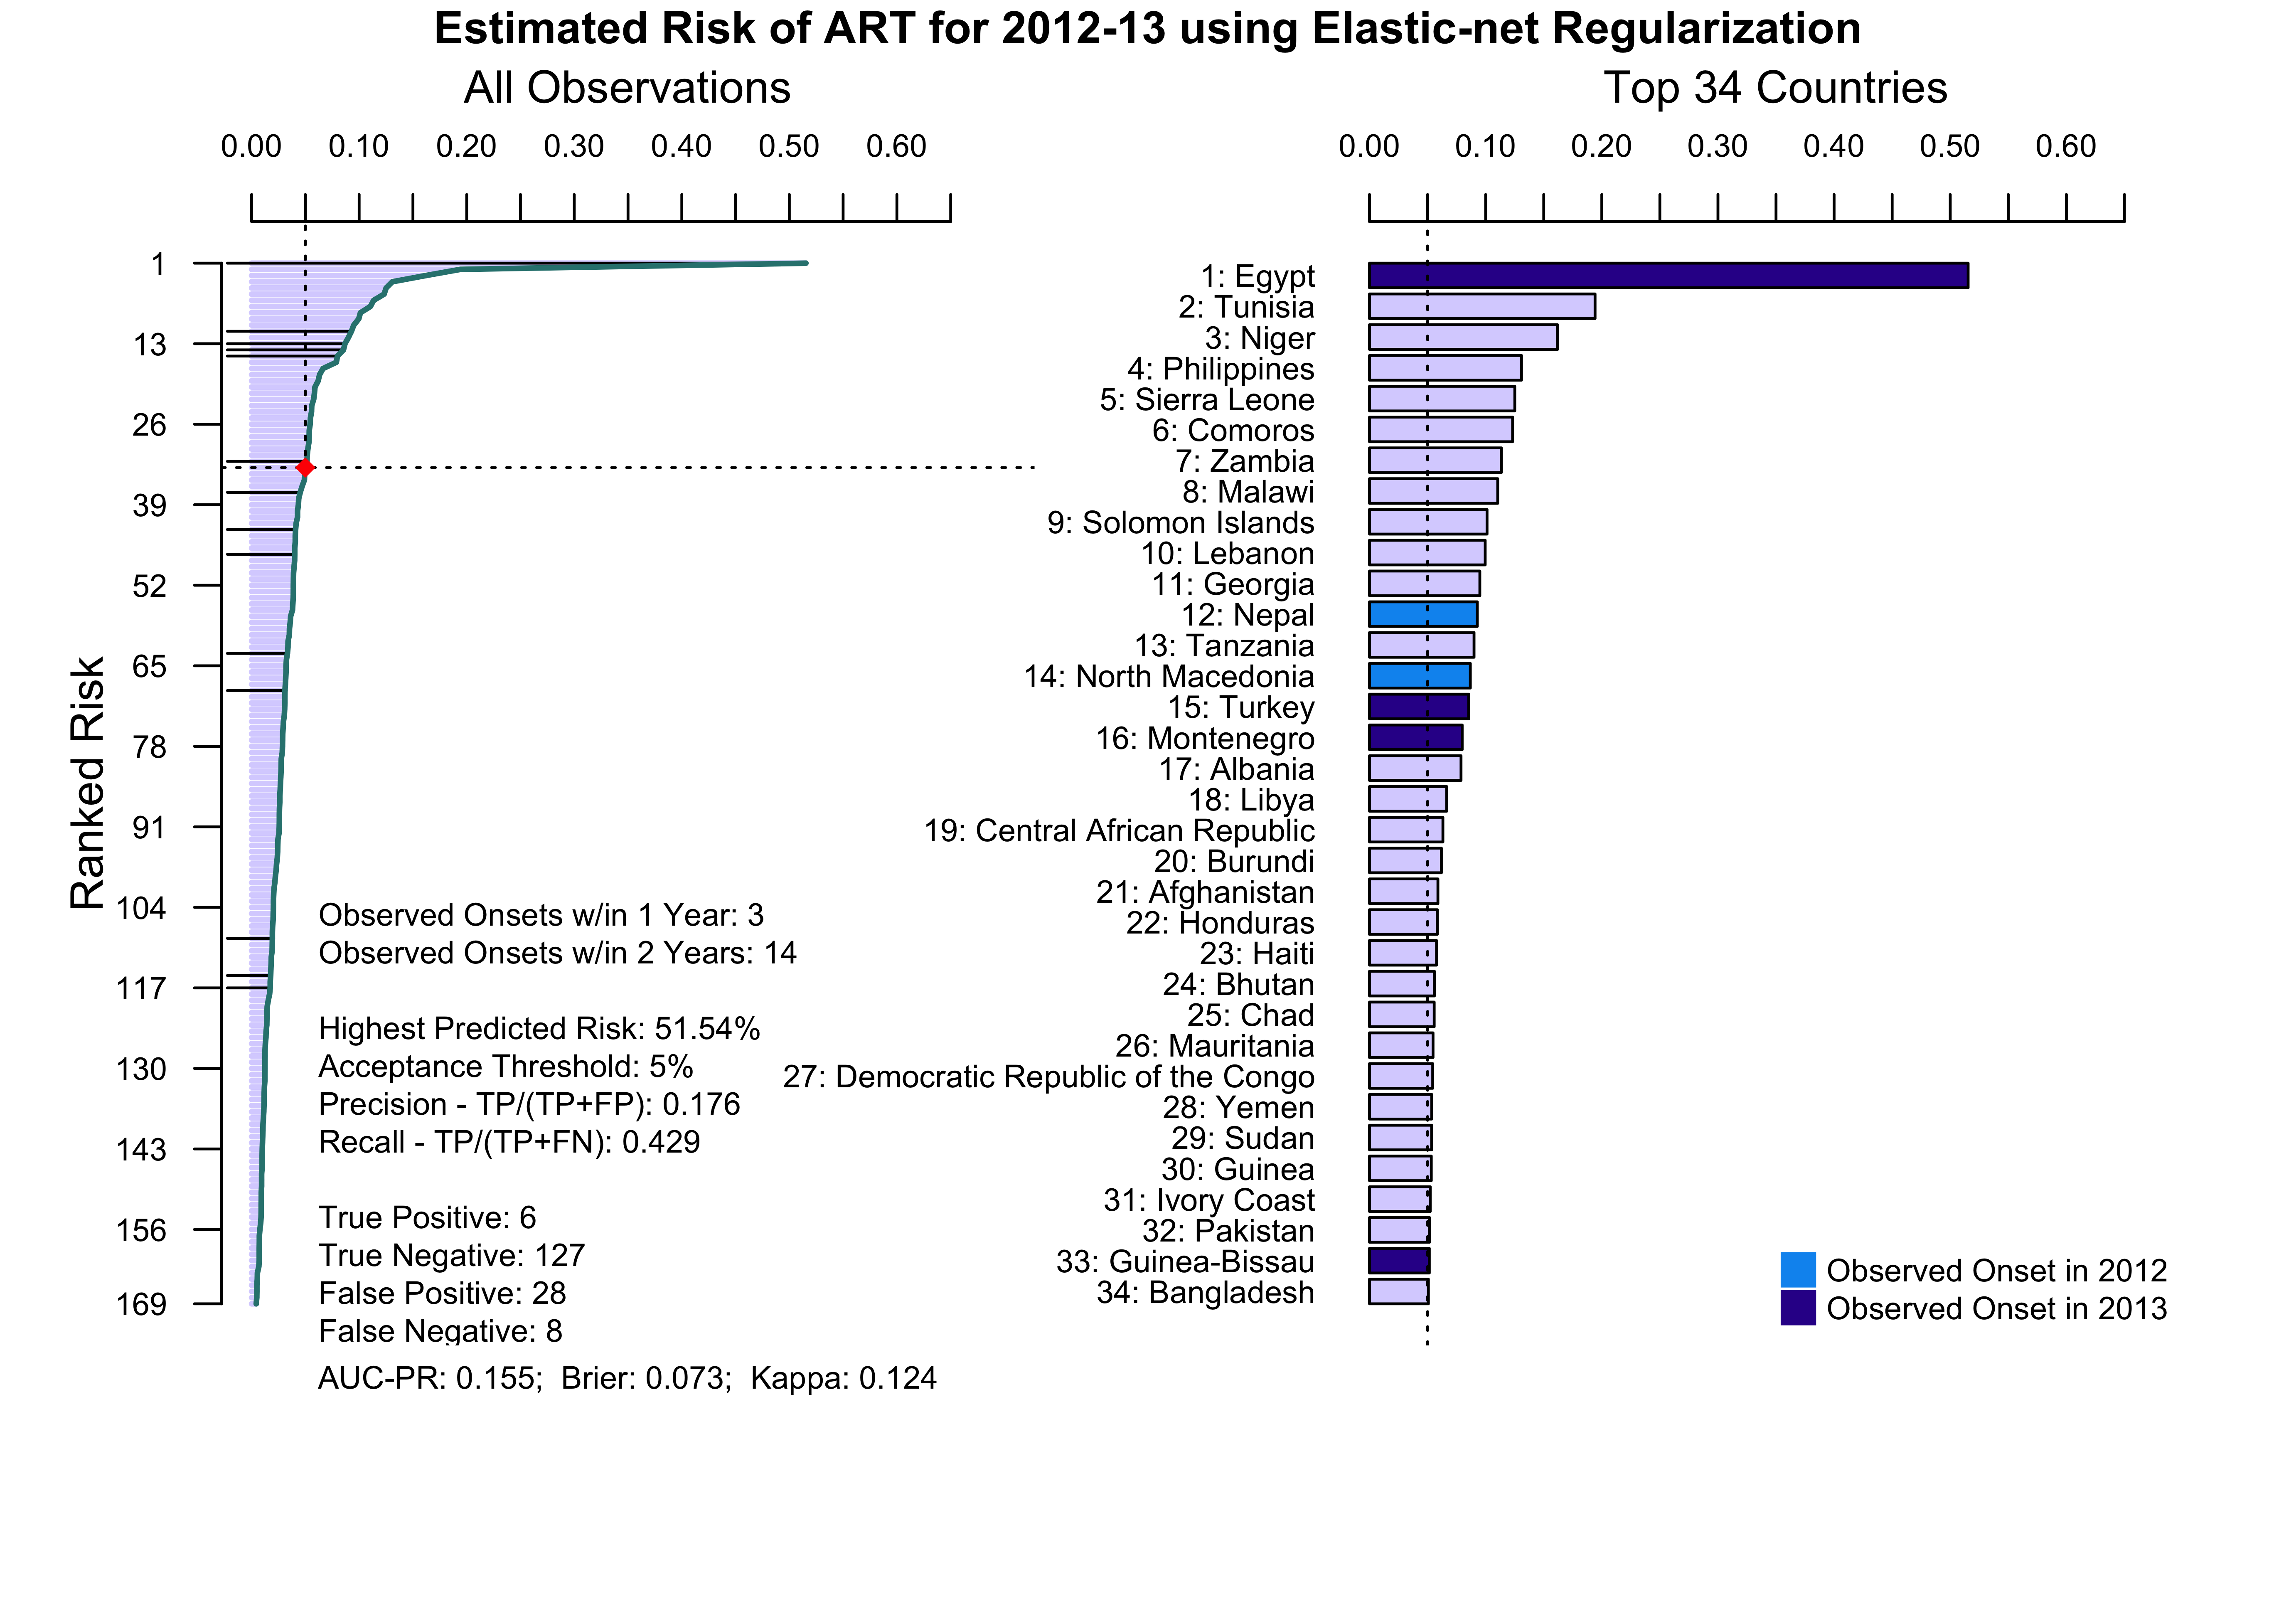 Estimated Risk of ART for 2012-13 using Elastic-net Regularization
All Observations
0.00 0.10 0.20 0.30 0.40 0.50 0.60
Ranked Risk
1
13
26
39
52
65
78
91
104
117
130
143
156
169
Observed Onsets w/in 1 Year: 3
Observed Onsets w/in 2 Years: 14
Highest Predicted Risk: 51.54%
Acceptance Threshold: 5%
Precision - TP/(TP+FP): 0.176
Recall - TP/(TP+FN): 0.429
True Positive: 6
True Negative: 127
False Positive: 28
False Negative: 8
AUC-PR: 0.155; Brier: 0.073; Kappa: 0.124
Top 34 Countries
0.00 0.10 0.20 0.30 0.40 0.50 0.60
1: Egypt
2: Tunisia
3: Niger
4: Philippines
5: Sierra Leone
6: Comoros
7: Zambia
8: Malawi
9: Solomon Islands
10: Lebanon
11: Georgia
12: Nepal
13: Tanzania
14: North Macedonia
15: Turkey
16: Montenegro
17: Albania
18: Libya
19: Central African Republic
20: Burundi
21: Afghanistan
22: Honduras
23: Haiti
24: Bhutan
25: Chad
26: Mauritania
27: Democratic Republic of the Congo
28: Yemen
29: Sudan
30: Guinea
31: Ivory Coast
32: Pakistan
33: Guinea-Bissau
34: Bangladesh
Observed Onset in 2012
Observed Onset in 2013